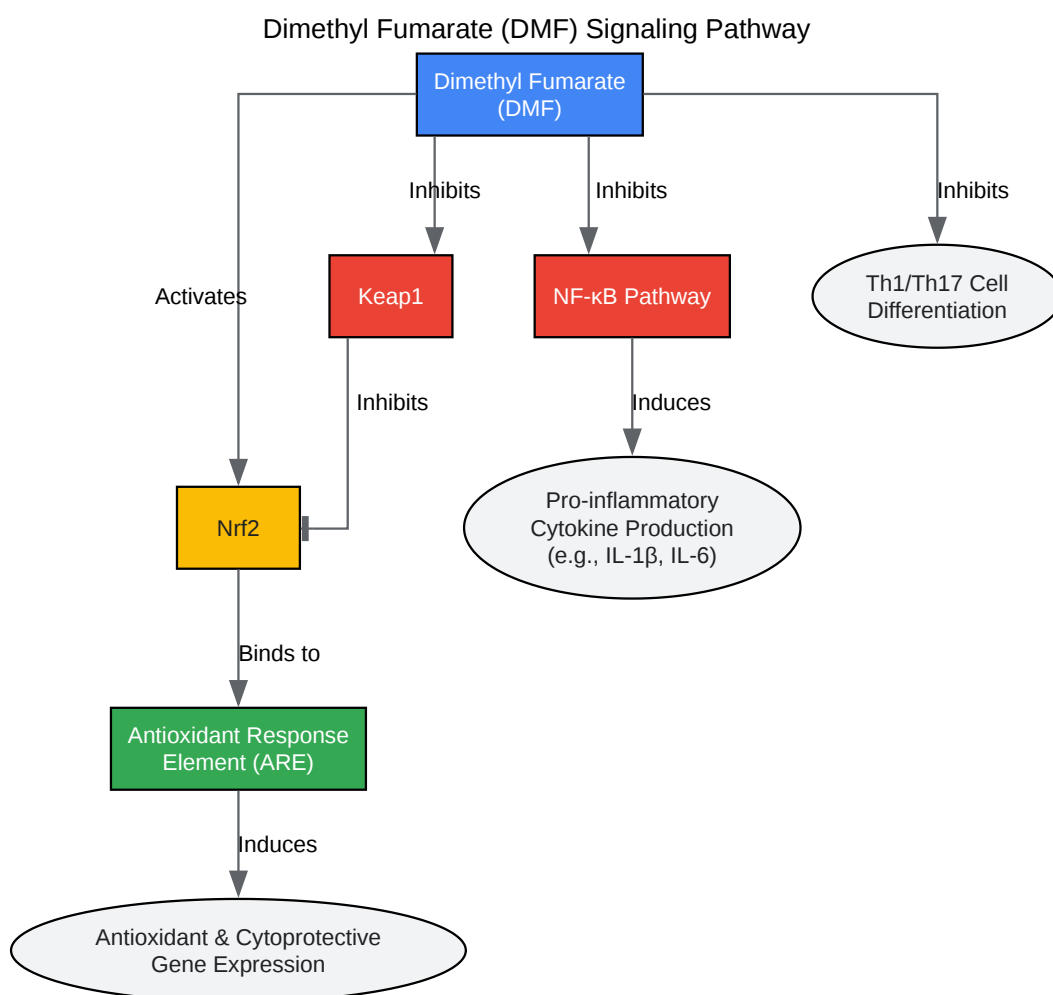 Dimethyl Fumarate (DMF) Signaling Pathway
Dimethyl Fumarate
(DMF)
Inhibits
Inhibits
Inhibits
Activates
Keap1
NF-κB Pathway
Th1/Th17 Cell
Differentiation
Inhibits
Induces
Nrf2
Pro-inflammatory
Cytokine Production
(e.g., IL-1β, IL-6)
Binds to
Antioxidant Response
Element (ARE)
Induces
Antioxidant & Cytoprotective
Gene Expression